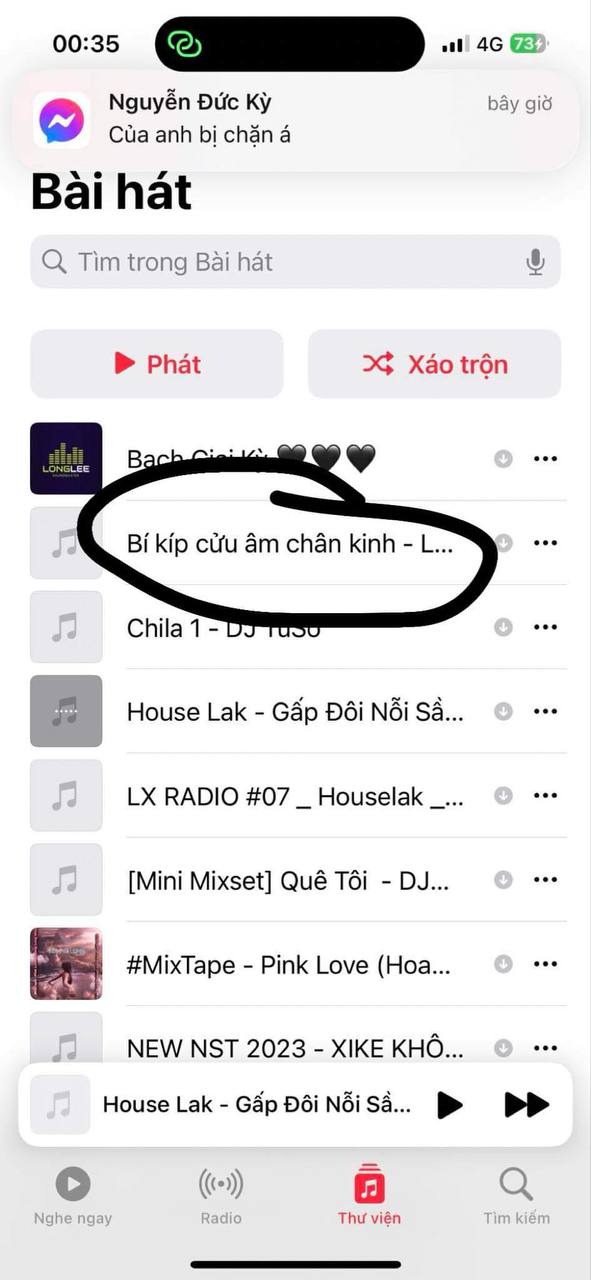 00:35
4G 73
Nguyễn Đức Kỳ
bây giờ
Của anh bị chặn á
Bài hát
Tìm trong Bài hát
Phát
Xáo trộn
LONGLEE
Bạch Giai Kỳ 🖤🖤🖤
Bí kíp cửu âm chân kinh - L...
Chila 1 - DJ TuSo
House Lak - Gấp Đôi Nỗi Sầ...
LX RADIO #07 _ Houselak _...
[Mini Mixset] Quê Tôi - DJ...
#MixTape - Pink Love (Hoa...
NEW NST 2023 - XIKE KHÔ...
House Lak - Gấp Đôi Nỗi Sầ...
Nghe ngay
Radio
Thư viện
Tìm kiếm